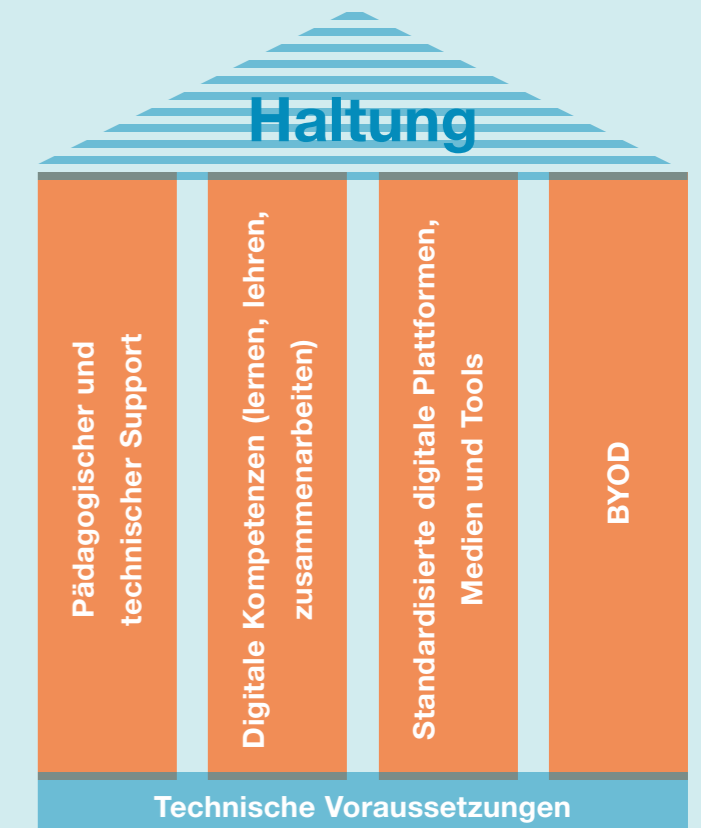 Haltung
Pädagogischer und
technischer Support
Digitale Kompetenzen (lernen, lehren,
zusammenarbeiten)
Standardisierte digitale Plattformen,
Medien und Tools
BYOD
Technische Voraussetzungen